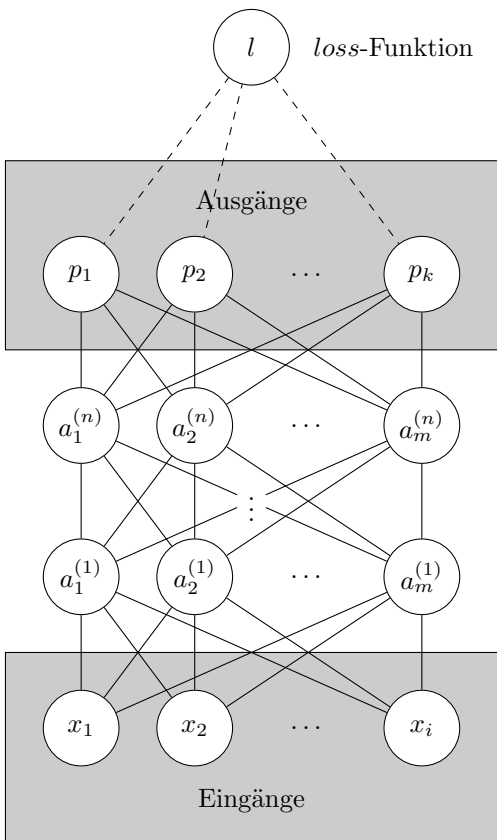 l loss-Funktion
Ausgänge
p₁ p₂ ⋯ pₖ
a₁⁽ⁿ⁾ a₂⁽ⁿ⁾ ⋯ aₘ⁽ⁿ⁾
⋮
a₁⁽¹⁾ a₂⁽¹⁾ ⋯ aₘ⁽¹⁾
x₁ x₂ ⋯ xᵢ
Eingänge